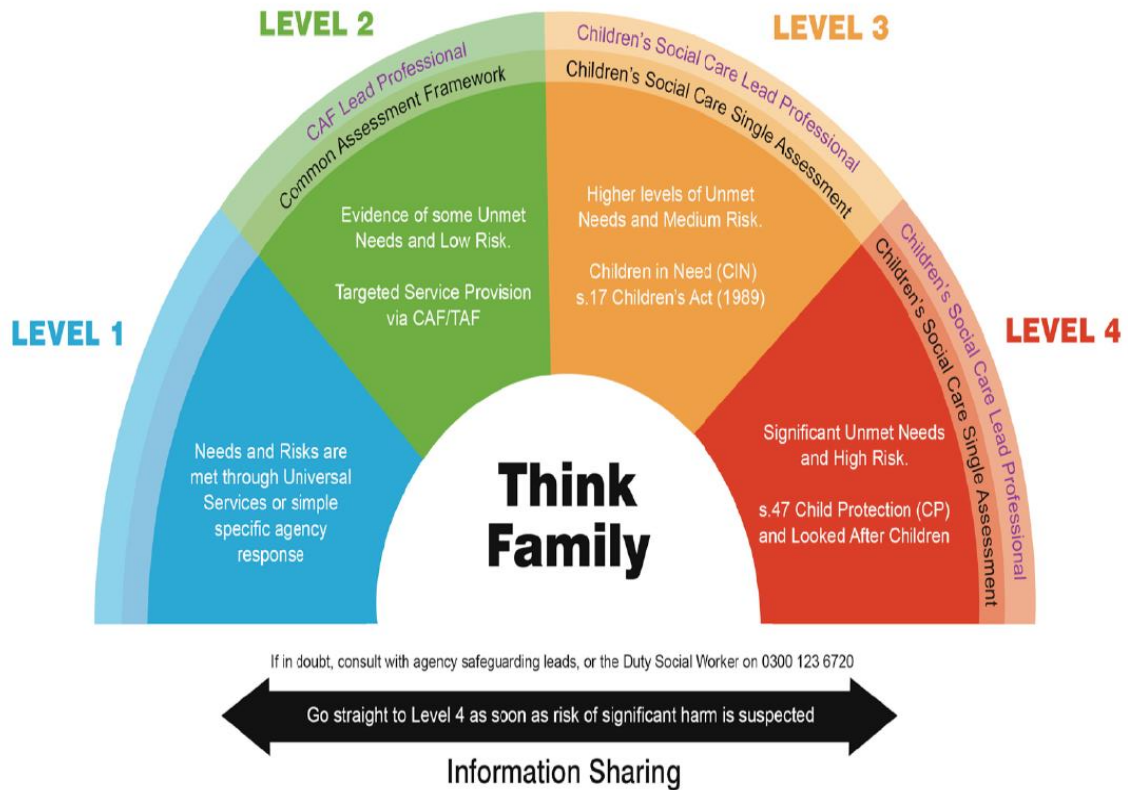 LEVEL 1
Needs and Risks are
met through Universal
Services or simple
specific agency
response
LEVEL 2
CAF Lead Professional
Common Assessment Framework
Evidence of some Unmet
Needs and Low Risk.
Targeted Service Provision
via CAF/TAF
LEVEL 3
Children's Social Care Lead Professional
Children's Social Care Single Assessment
Higher levels of Unmet
Needs and Medium Risk.
Children in Need (CIN)
s.17 Children's Act (1989)
LEVEL 4
Children's Social Care Lead Professional
Children's Social Care Single Assessment
Significant Unmet Needs
and High Risk.
s.47 Child Protection (CP)
and Looked After Children
Think
Family
If in doubt, consult with agency safeguarding leads, or the Duty Social Worker on 0300 123 6720
Go straight to Level 4 as soon as risk of significant harm is suspected
Information Sharing